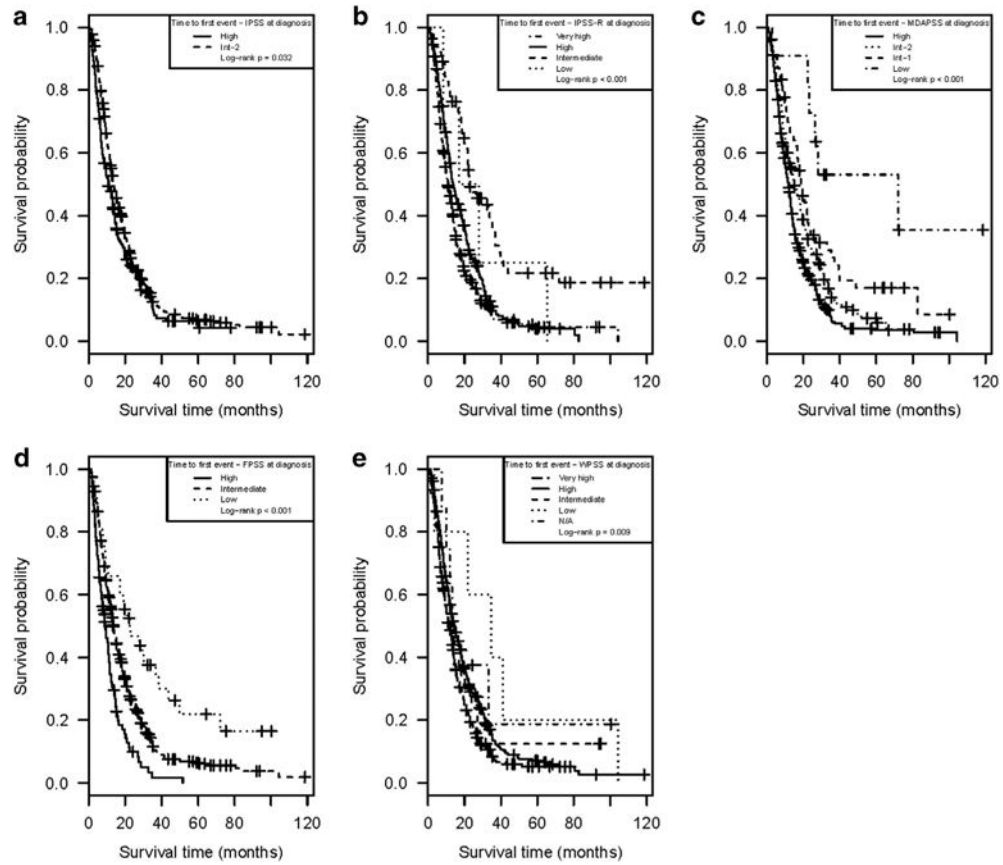 a
Time to first event – IPSS at diagnosis
High
Int-2
Log-rank p = 0.032
Survival probability
1.0
0.8
0.6
0.4
0.2
0.0
0 20 40 60 80 120
Survival time (months)
b
Time to first event – IPSS-R at diagnosis
Very high
High
Intermediate
Low
Log-rank p < 0.001
Survival probability
1.0
0.8
0.6
0.4
0.2
0.0
0 20 40 60 80 120
Survival time (months)
c
Time to first event – MDAPSS at diagnosis
High
Int-2
Int-1
Low
Log-rank p < 0.001
Survival probability
1.0
0.8
0.6
0.4
0.2
0.0
0 20 40 60 80 120
Survival time (months)
d
Time to first event – FPSS at diagnosis
High
Intermediate
Low
Log-rank p < 0.001
Survival probability
1.0
0.8
0.6
0.4
0.2
0.0
0 20 40 60 80 120
Survival time (months)
e
Time to first event – WPSS at diagnosis
Very high
High
Intermediate
Low
N/A
Log-rank p = 0.009
Survival probability
1.0
0.8
0.6
0.4
0.2
0.0
0 20 40 60 80 120
Survival time (months)